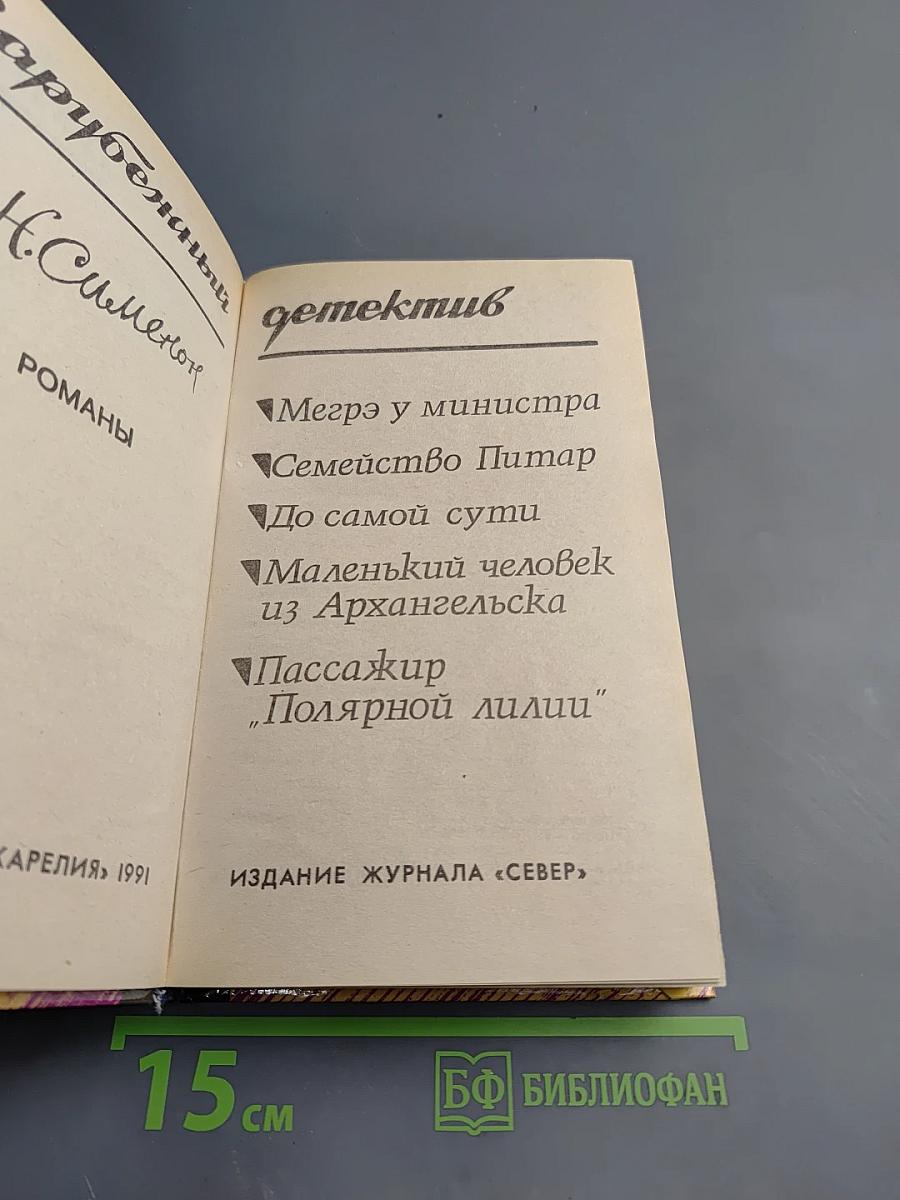 Зарубежный
Н. Сименон
РОМАНЫ
КАРЕЛИЯ» 1991
детектив
Мегрэ у министра
Семейство Питар
До самой сути
Маленький человек
из Архангельска
Пассажир
„Полярной лилии"
ИЗДАНИЕ ЖУРНАЛА «СЕВЕР»
15 см
БФ БИБЛИОФАН